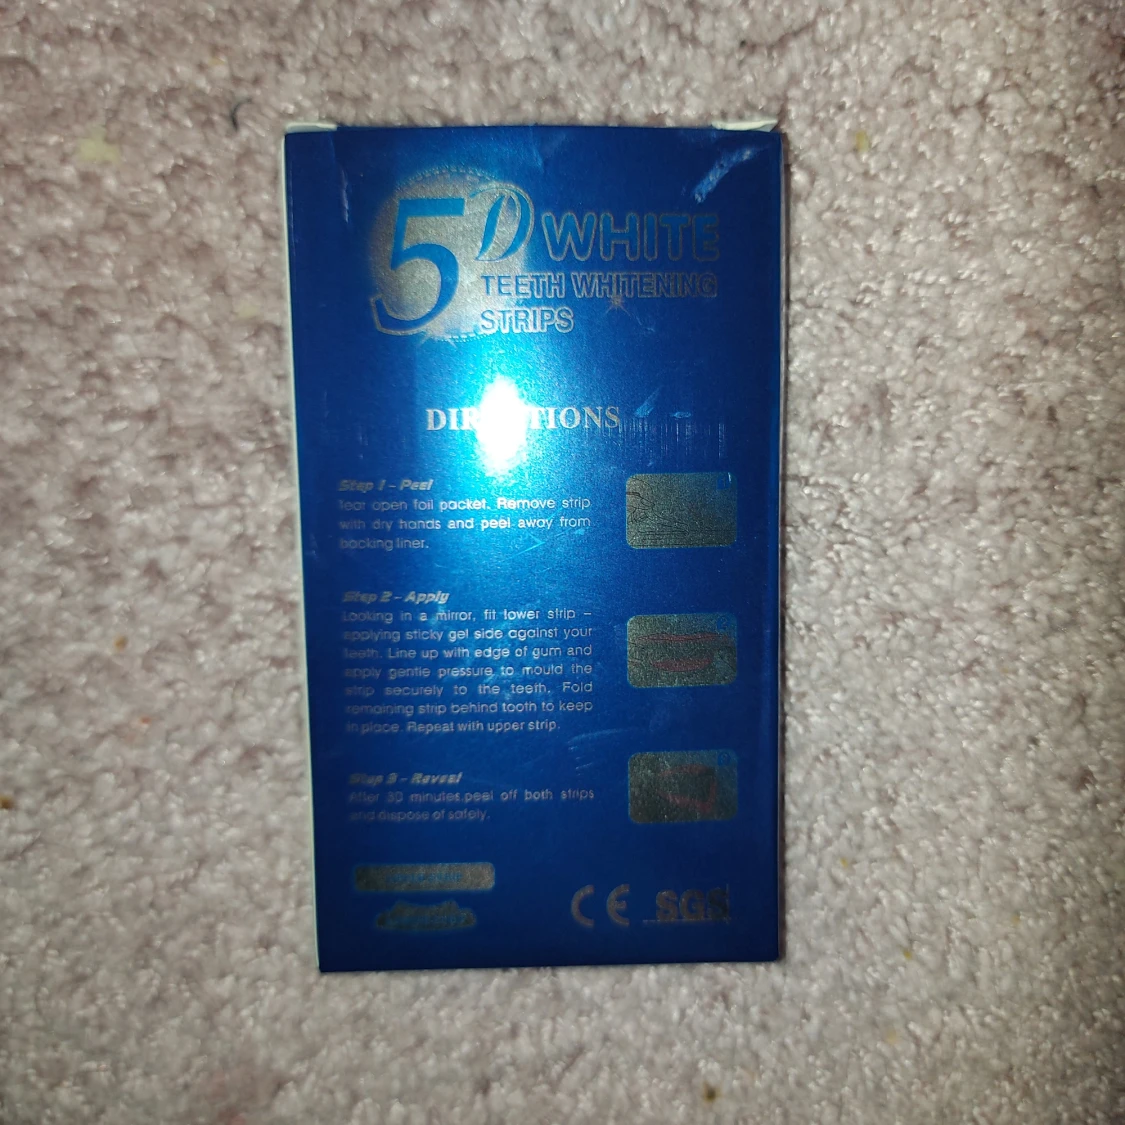 5D WHITE
TEETH WHITENING
STRIPS
DIRECTIONS
Step 1 - Peel
Tear open foil packet. Remove strip
with dry hands and peel away from
backing liner.
Step 2 - Apply
Looking in a mirror, fit lower strip –
applying sticky gel side against your
teeth. Line up with edge of gum and
apply gentle pressure to mould the
strip securely to the teeth. Fold
remaining strip behind tooth to keep
in place. Repeat with upper strip.
Step 3 - Reveal
After 30 minutes peel off both strips
and dispose of safely.
CE SGS